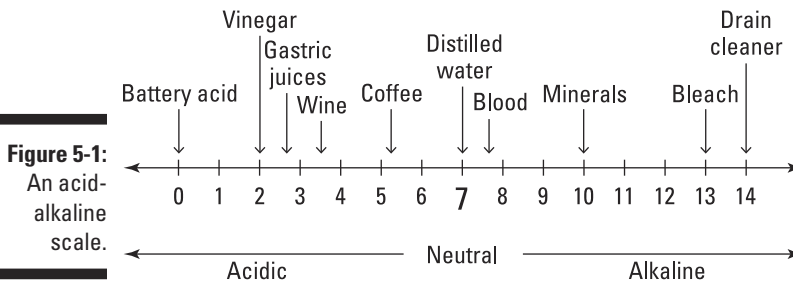 Vinegar
Gastric
juices
Battery acid
Wine
Coffee
Distilled
water
Blood
Minerals
Bleach
Drain
cleaner
Figure 5-1:
An acid-
alkaline
scale.
0 1 2 3 4 5 6 7 8 9 10 11 12 13 14
Acidic
Neutral
Alkaline